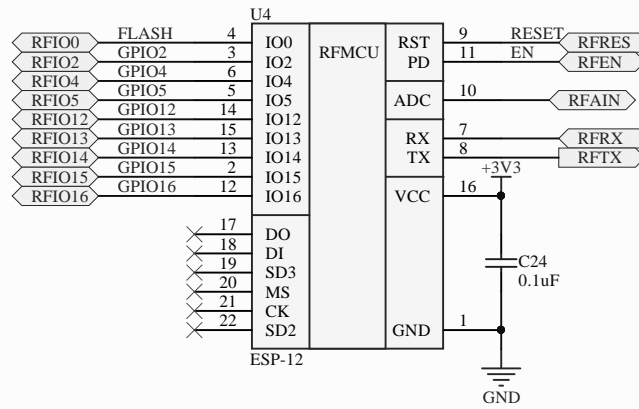 U4
RFIO0 FLASH 4 IO0 RFMCU RST 9 RESET RFRES
RFIO2 GPIO2 3 IO2 PD 11 EN RFEN
RFIO4 GPIO4 6 IO4
RFIO5 GPIO5 5 IO5 ADC 10 RFAIN
RFIO12 GPIO12 14 IO12
RFIO13 GPIO13 15 IO13 RX 7 RFRX
RFIO14 GPIO14 13 IO14 TX 8 RFTX
RFIO15 GPIO15 2 IO15 +3V3
RFIO16 GPIO16 12 IO16 VCC 16
17 DO
18 DI
19 SD3 C24
20 MS 0.1uF
21 CK
22 SD2 GND 1
ESP-12
GND